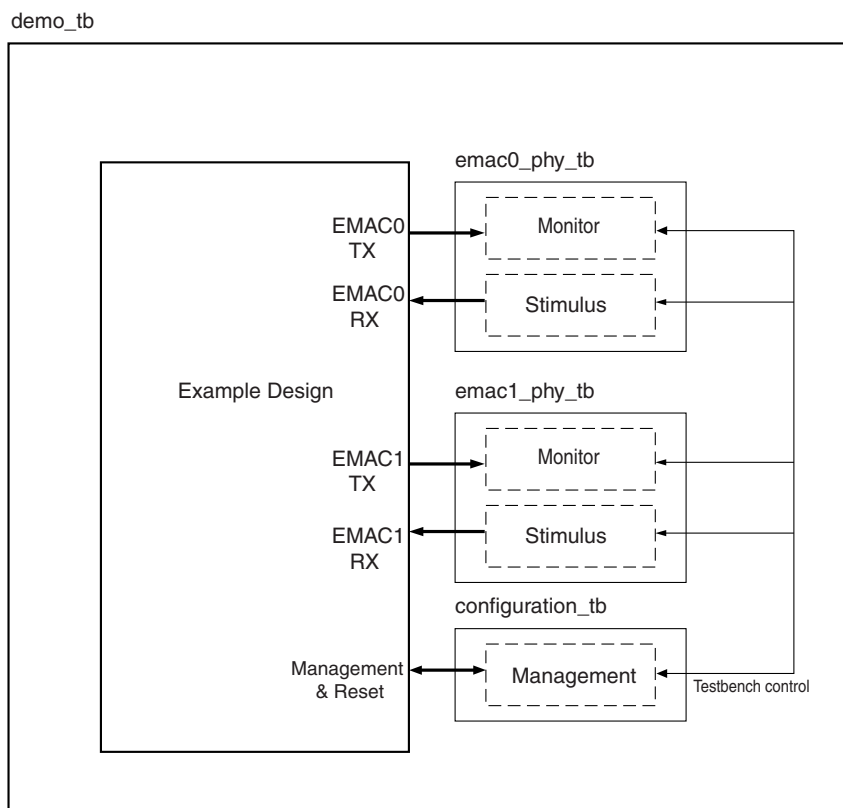 demo_tb
emac0_phy_tb
EMAC0
TX
Monitor
EMAC0
RX
Stimulus
Example Design
emac1_phy_tb
EMAC1
TX
Monitor
EMAC1
RX
Stimulus
configuration_tb
Management
& Reset
Management
Testbench control